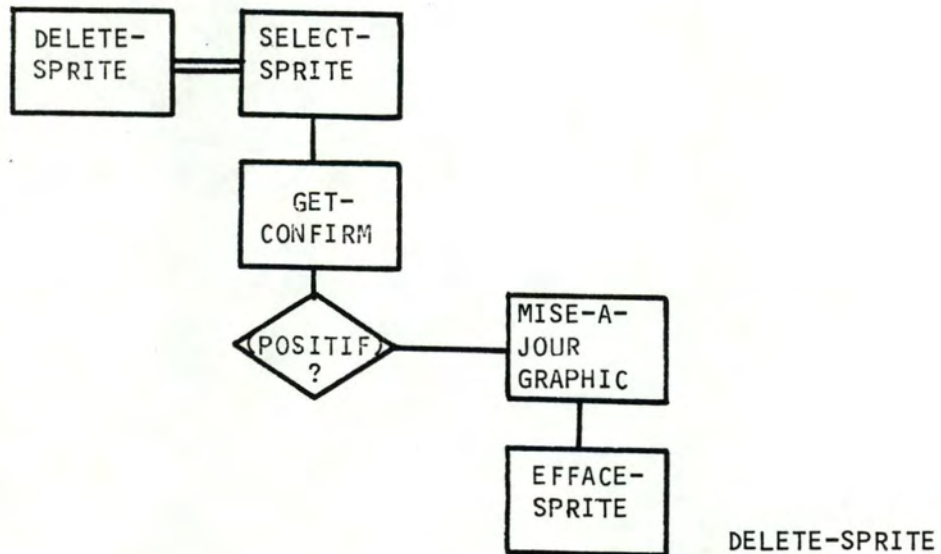 DELETE-
SPRITE
SELECT-
SPRITE
GET-
CONFIRM
(POSITIF)
?
MISE-A-
JOUR
GRAPHIC
EFFACE-
SPRITE
DELETE-SPRITE